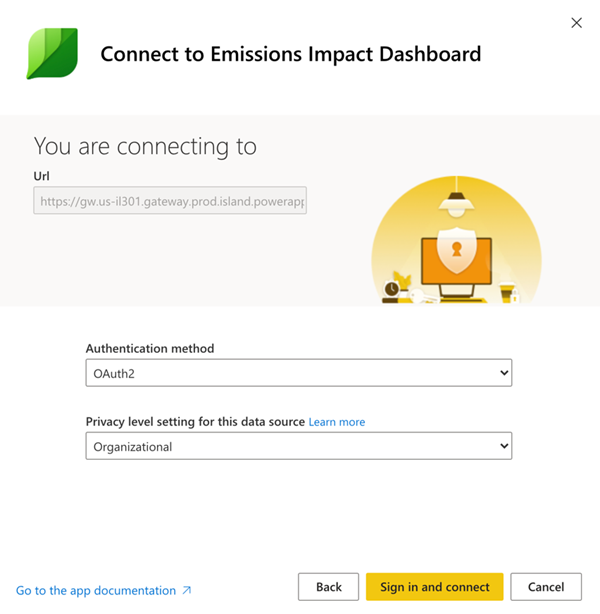 Connect to Emissions Impact Dashboard
You are connecting to
Url
https://gw.us-il301.gateway.prod.island.powerapp
Authentication method
OAuth2
Privacy level setting for this data source Learn more
Organizational
Go to the app documentation
Back
Sign in and connect
Cancel